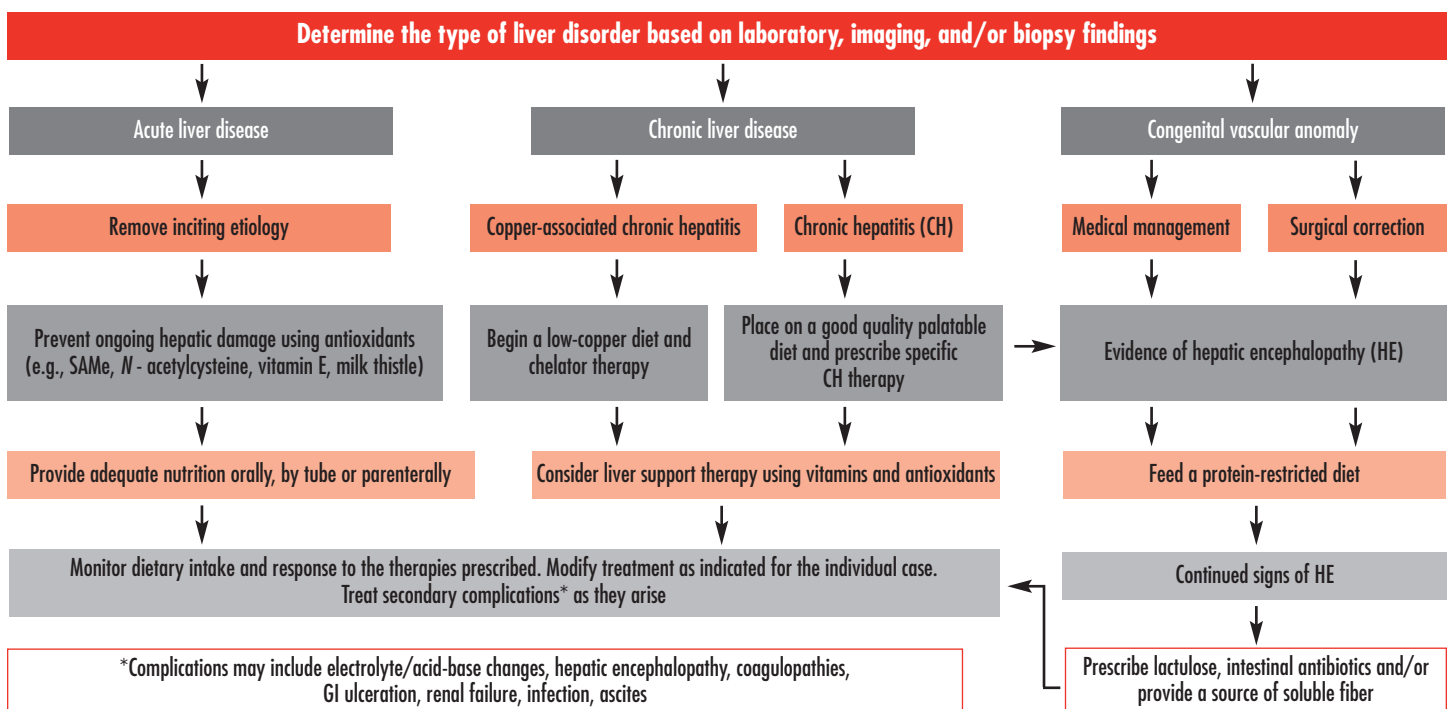 Determine the type of liver disorder based on laboratory, imaging, and/or biopsy findings
Acute liver disease
Chronic liver disease
Congenital vascular anomaly
Remove inciting etiology
Copper-associated chronic hepatitis
Chronic hepatitis (CH)
Medical management
Surgical correction
Prevent ongoing hepatic damage using antioxidants
(e.g., SAMe, N - acetylcysteine, vitamin E, milk thistle)
Begin a low-copper diet and
chelator therapy
Place on a good quality palatable
diet and prescribe specific
CH therapy
Evidence of hepatic encephalopathy (HE)
Provide adequate nutrition orally, by tube or parenterally
Consider liver support therapy using vitamins and antioxidants
Feed a protein-restricted diet
Monitor dietary intake and response to the therapies prescribed. Modify treatment as indicated for the individual case.
Treat secondary complications* as they arise
Continued signs of HE
*Complications may include electrolyte/acid-base changes, hepatic encephalopathy, coagulopathies,
GI ulceration, renal failure, infection, ascites
Prescribe lactulose, intestinal antibiotics and/or
provide a source of soluble fiber